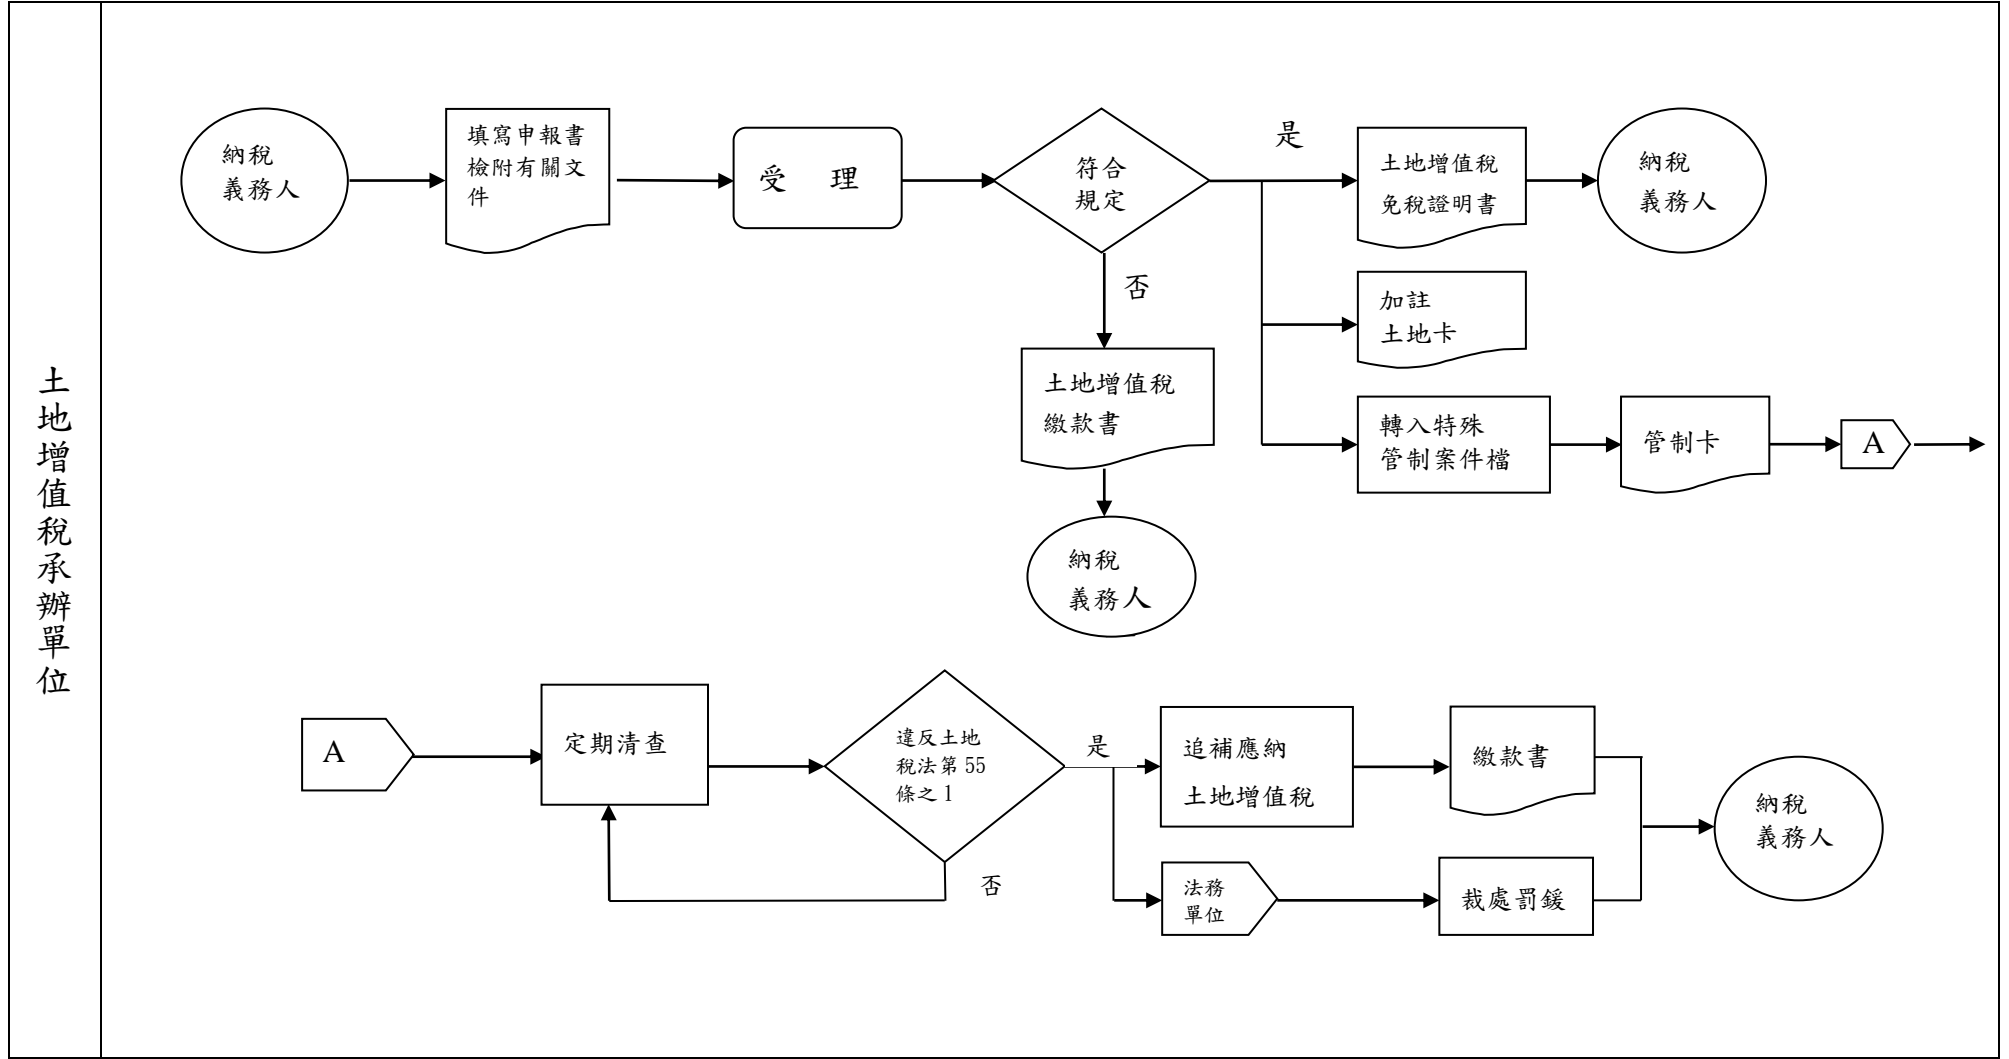 土地增值稅承辦單位
納稅
義務人
填寫申報書
檢附有關文
件
受　理
符合
規定
是
土地增值稅
免稅證明書
納稅
義務人
否
加註
土地卡
土地增值稅
繳款書
轉入特殊
管制案件檔
管制卡
A
納稅
義務人
A
定期清查
違反土地
稅法第 55
條之 1
是
追補應納
土地增值稅
繳款書
納稅
義務人
否
法務
單位
裁處罰鍰